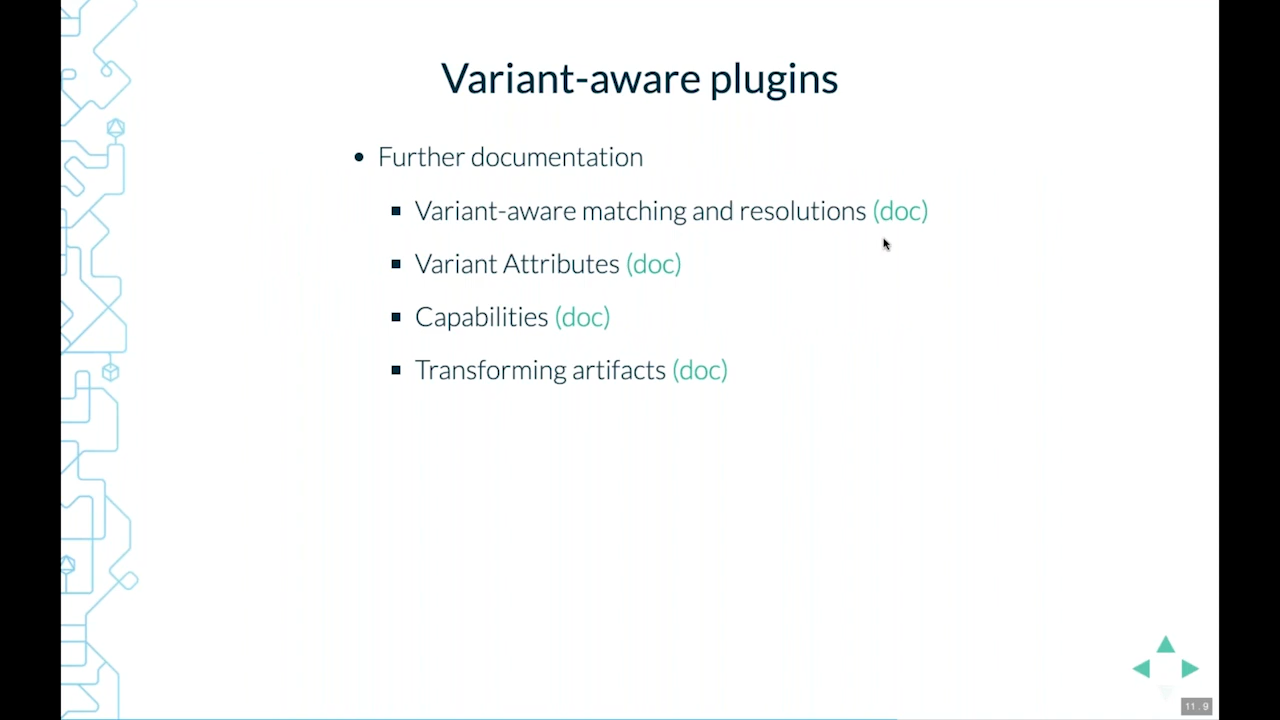 Variant-aware plugins
Further documentation
Variant-aware matching and resolutions (doc)
Variant Attributes (doc)
Capabilities (doc)
Transforming artifacts (doc)
11.9